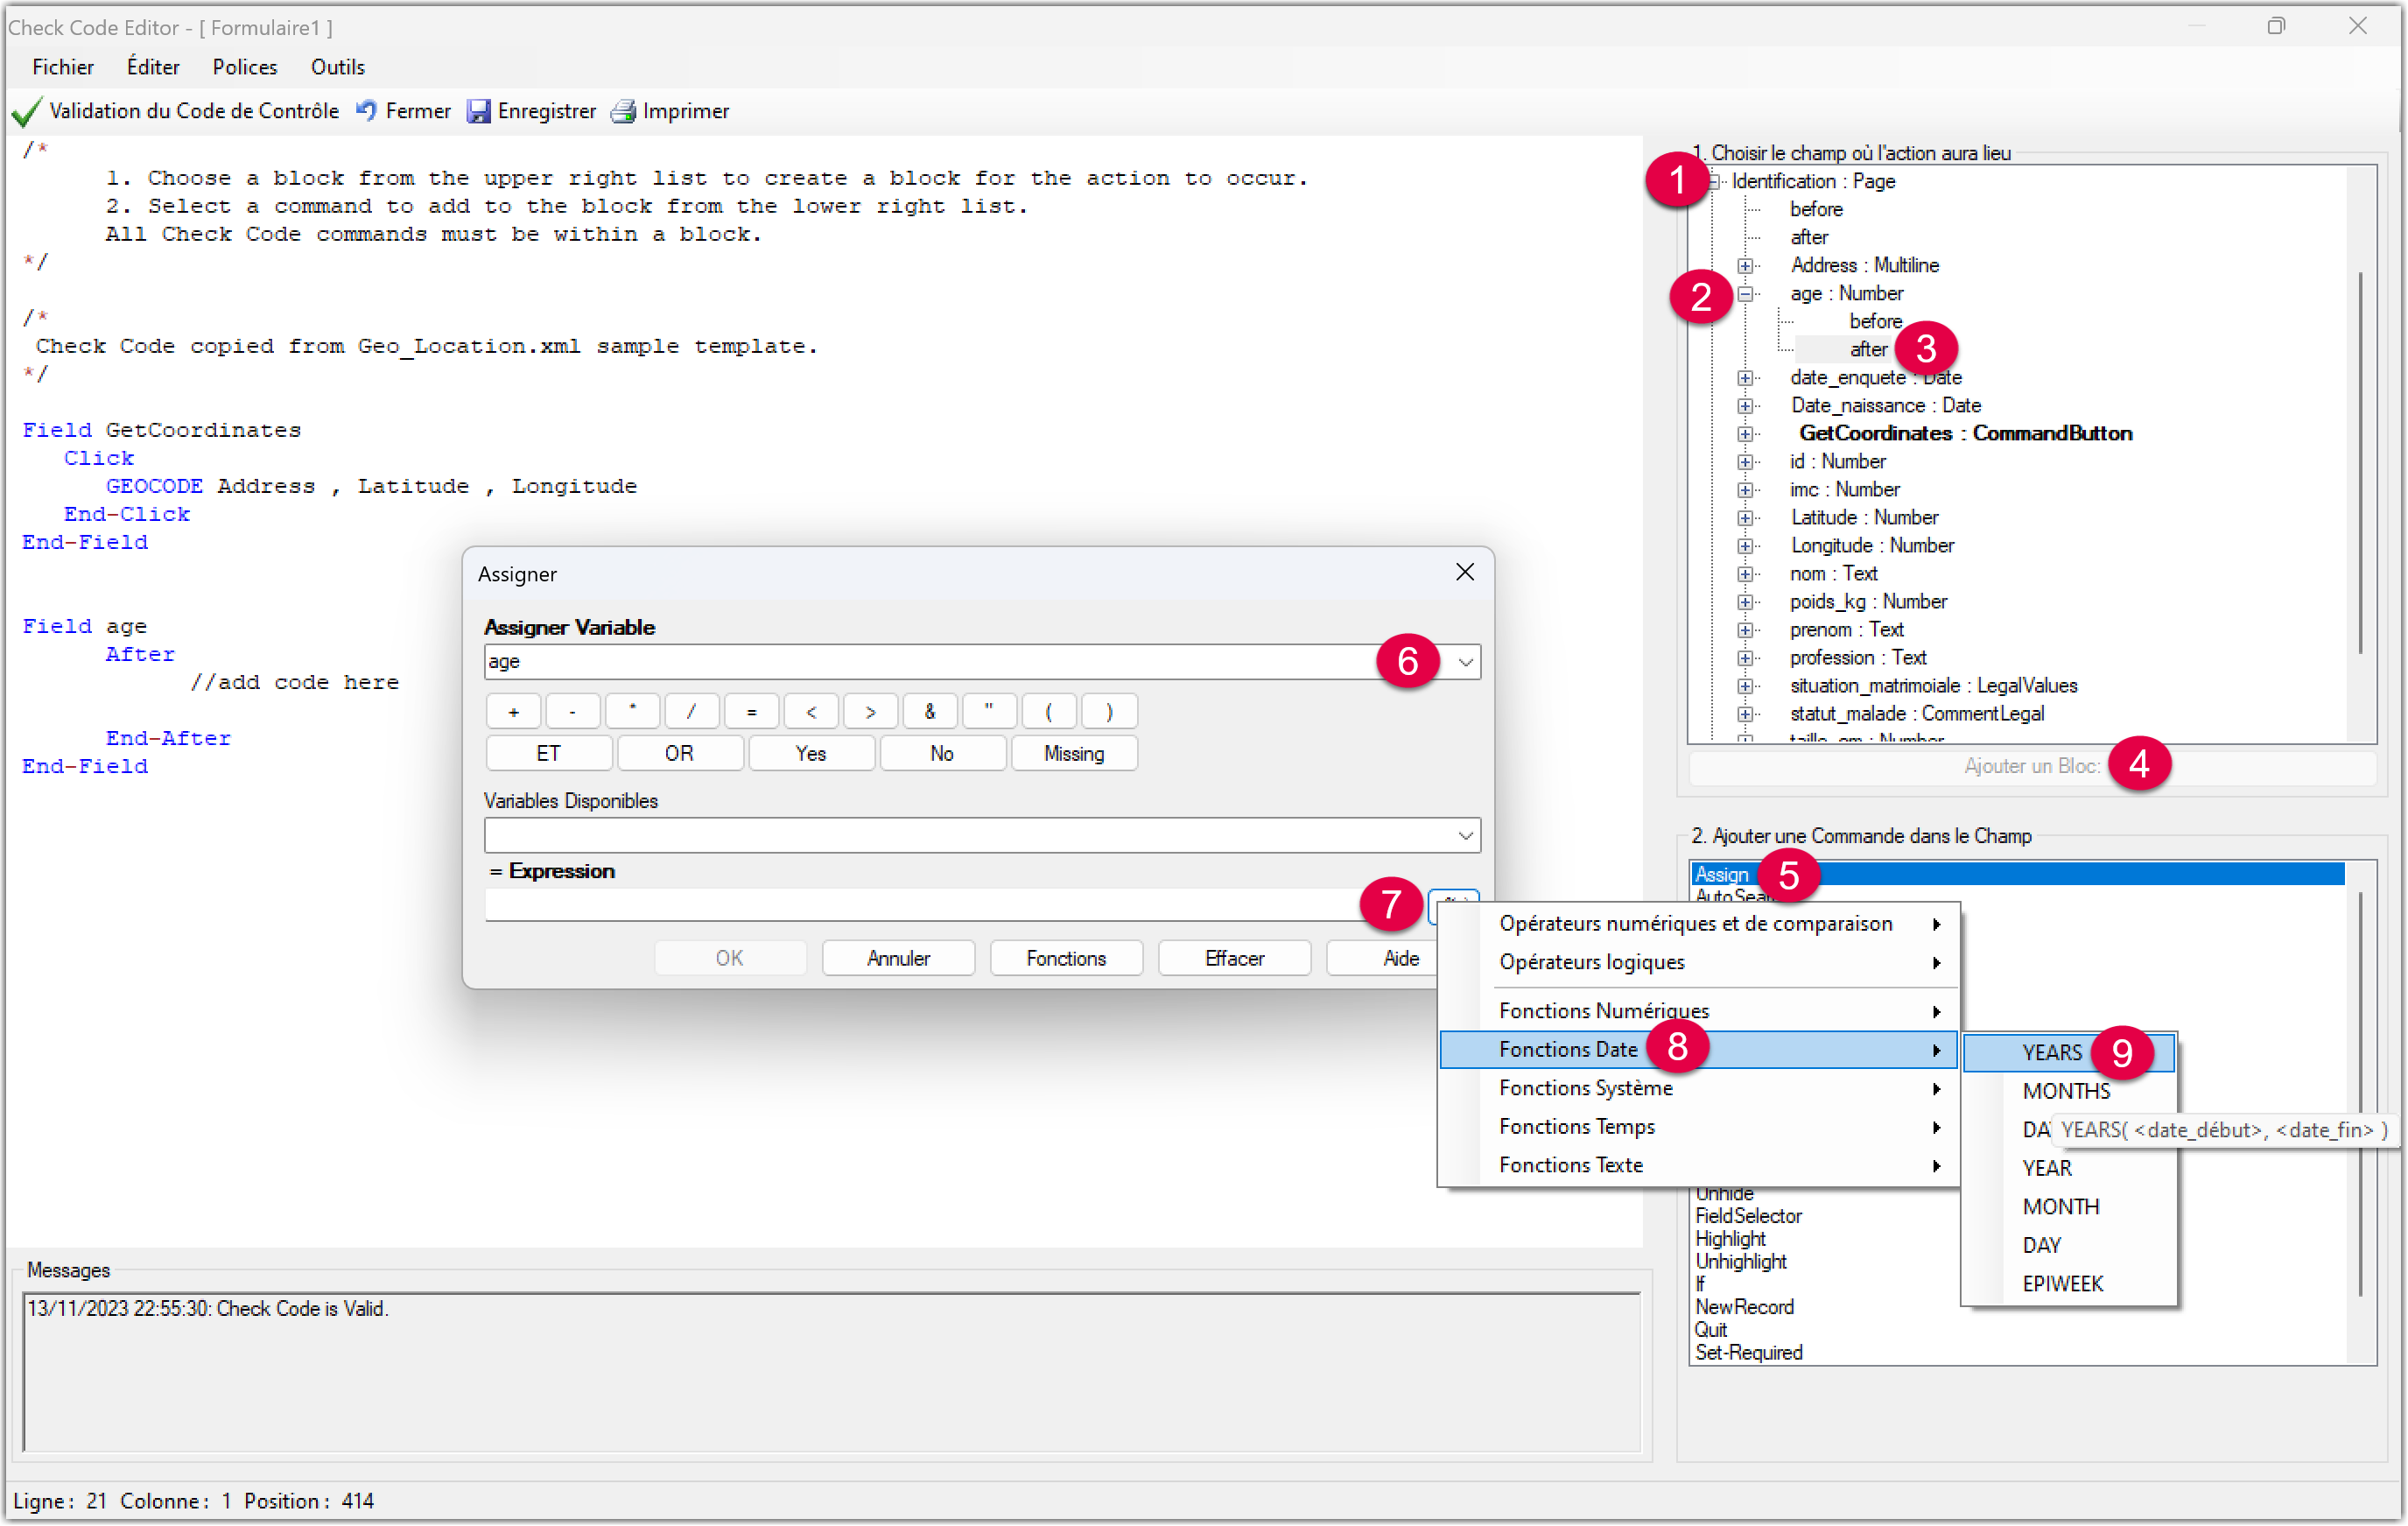 Check Code Editor - [ Formulaire1 ]
Fichier Éditer Polices Outils
Validation du Code de Contrôle Fermer Enregistrer Imprimer
/*
1. Choose a block from the upper right list to create a block for the action to occur.
2. Select a command to add to the block from the lower right list.
All Check Code commands must be within a block.
*/
/*
Check Code copied from Geo_Location.xml sample template.
*/
Field GetCoordinates
Click
GEOCODE Address , Latitude , Longitude
End-Click
End-Field
Field age
After
//add code here
End-After
End-Field
1. Choisir le champ où l'action aura lieu
1 Identification : Page
before
after
Address : Multiline
2 age : Number
before
after 3
date_enquete : Date
Date_naissance : Date
GetCoordinates : CommandButton
id : Number
imc : Number
Latitude : Number
Longitude : Number
nom : Text
poids_kg : Number
prenom : Text
profession : Text
situation_matrimoiale : LegalValues
statut_malade : CommentLegal
Ajouter un Bloc: 4
2. Ajouter une Commande dans le Champ
Assign 5
Unhide
FieldSelector
Highlight
Unhighlight
If
NewRecord
Quit
Set-Required
Assigner
Assigner Variable
age 6
+ - * / = < > & " ( )
ET OR Yes No Missing
Variables Disponibles
= Expression
7
OK Annuler Fonctions Effacer Aide
Opérateurs numériques et de comparaison
Opérateurs logiques
Fonctions Numériques
Fonctions Date 8
Fonctions Système
Fonctions Temps
Fonctions Texte
YEARS 9
MONTHS
YEARS( <date_début>, <date_fin> )
YEAR
MONTH
DAY
EPIWEEK
Messages
13/11/2023 22:55:30: Check Code is Valid.
Ligne : 21 Colonne : 1 Position : 414